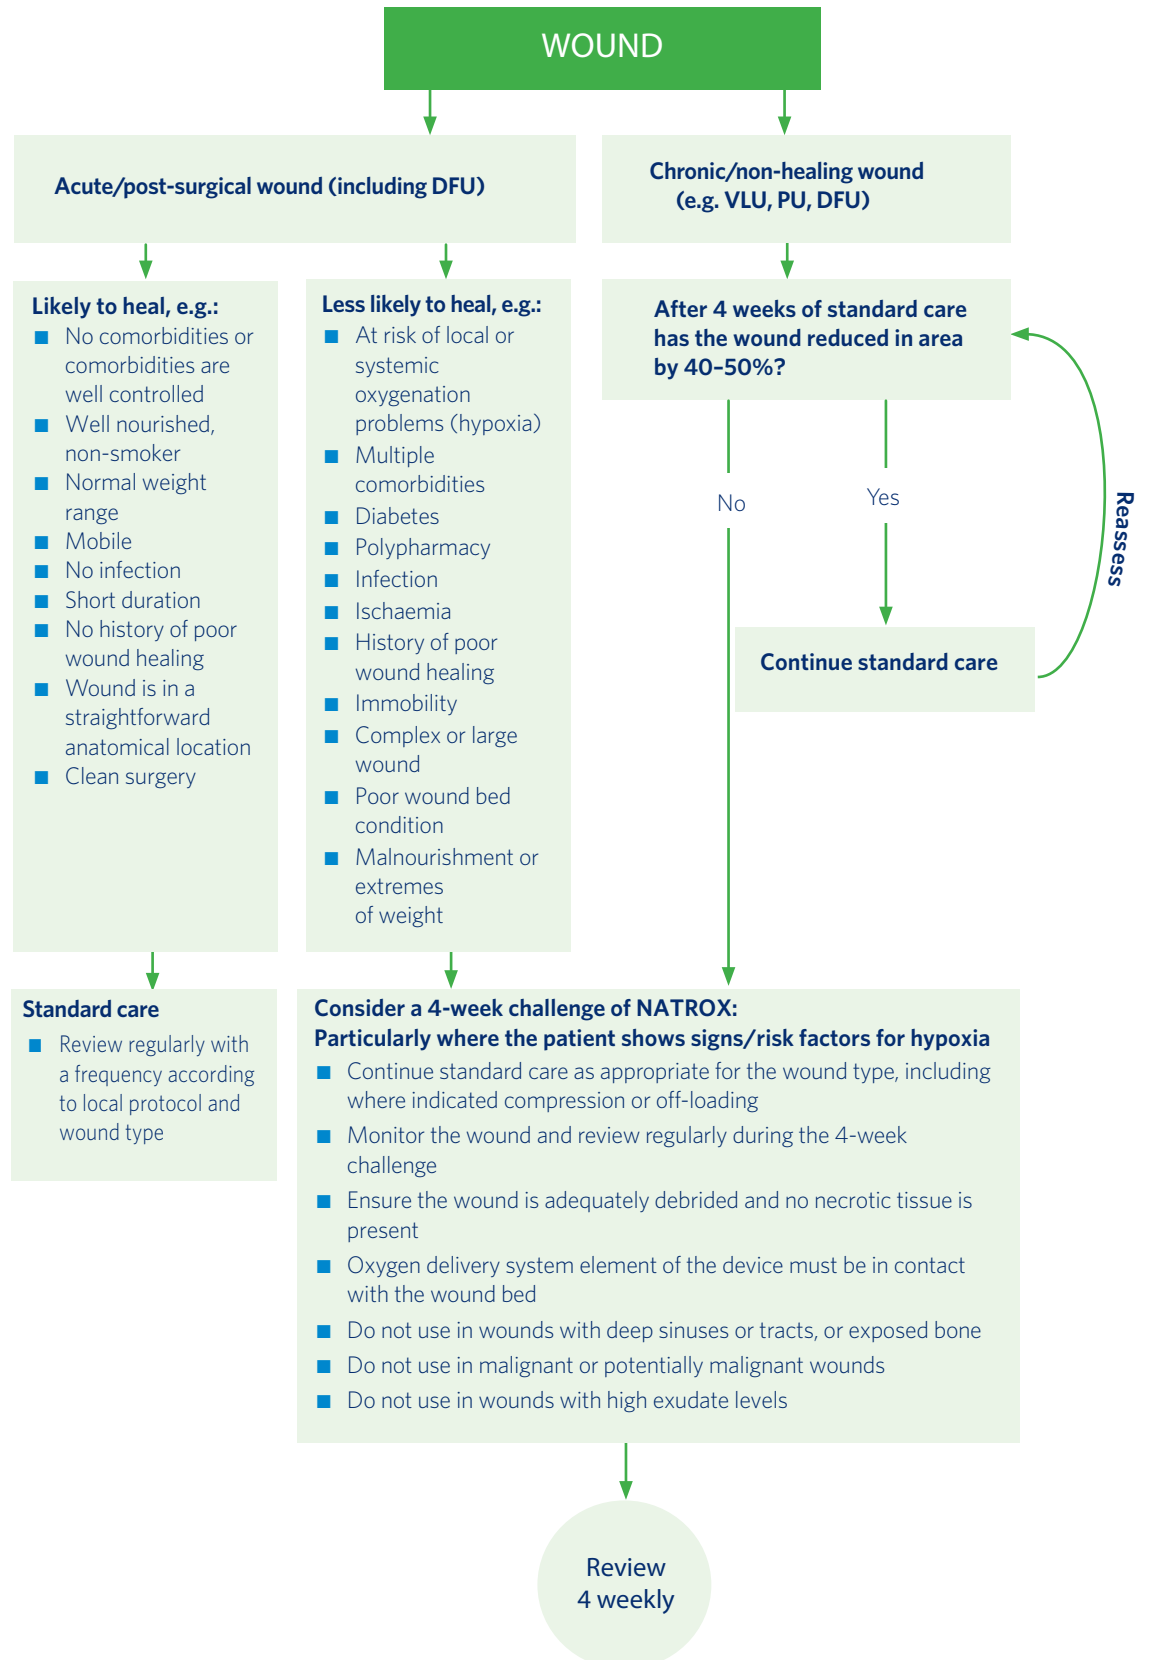 WOUND
Acute/post-surgical wound (including DFU)
Chronic/non-healing wound
(e.g. VLU, PU, DFU)
Likely to heal, e.g.:
■ No comorbidities or
comorbidities are
well controlled
■ Well nourished,
non-smoker
■ Normal weight
range
■ Mobile
■ No infection
■ Short duration
■ No history of poor
wound healing
■ Wound is in a
straightforward
anatomical location
■ Clean surgery
Less likely to heal, e.g.:
■ At risk of local or
systemic
oxygenation
problems (hypoxia)
■ Multiple
comorbidities
■ Diabetes
■ Polypharmacy
■ Infection
■ Ischaemia
■ History of poor
wound healing
■ Immobility
■ Complex or large
wound
■ Poor wound bed
condition
■ Malnourishment or
extremes
of weight
After 4 weeks of standard care
has the wound reduced in area
by 40–50%?
No
Yes
Reassess
Continue standard care
Standard care
■ Review regularly with
a frequency according
to local protocol and
wound type
Consider a 4-week challenge of NATROX:
Particularly where the patient shows signs/risk factors for hypoxia
■ Continue standard care as appropriate for the wound type, including
where indicated compression or off-loading
■ Monitor the wound and review regularly during the 4-week
challenge
■ Ensure the wound is adequately debrided and no necrotic tissue is
present
■ Oxygen delivery system element of the device must be in contact
with the wound bed
■ Do not use in wounds with deep sinuses or tracts, or exposed bone
■ Do not use in malignant or potentially malignant wounds
■ Do not use in wounds with high exudate levels
Review
4 weekly